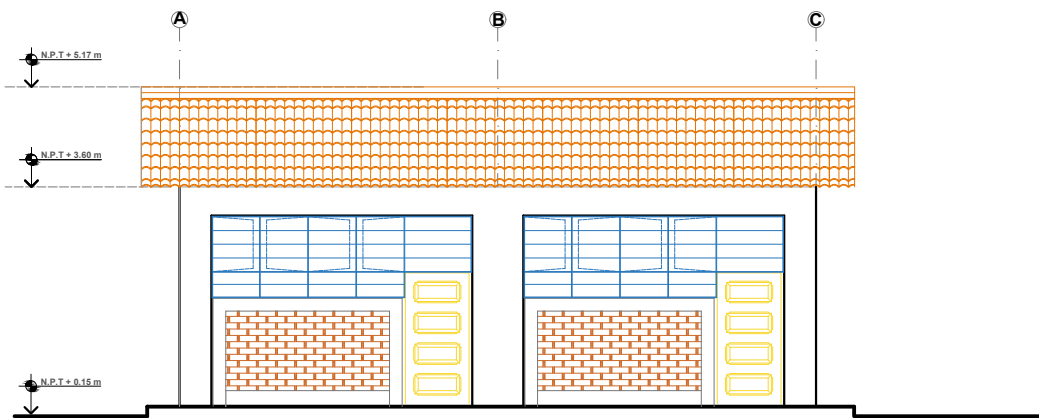 A
B
C
N.P.T + 5.17 m
N.P.T + 3.60 m
N.P.T + 0.15 m